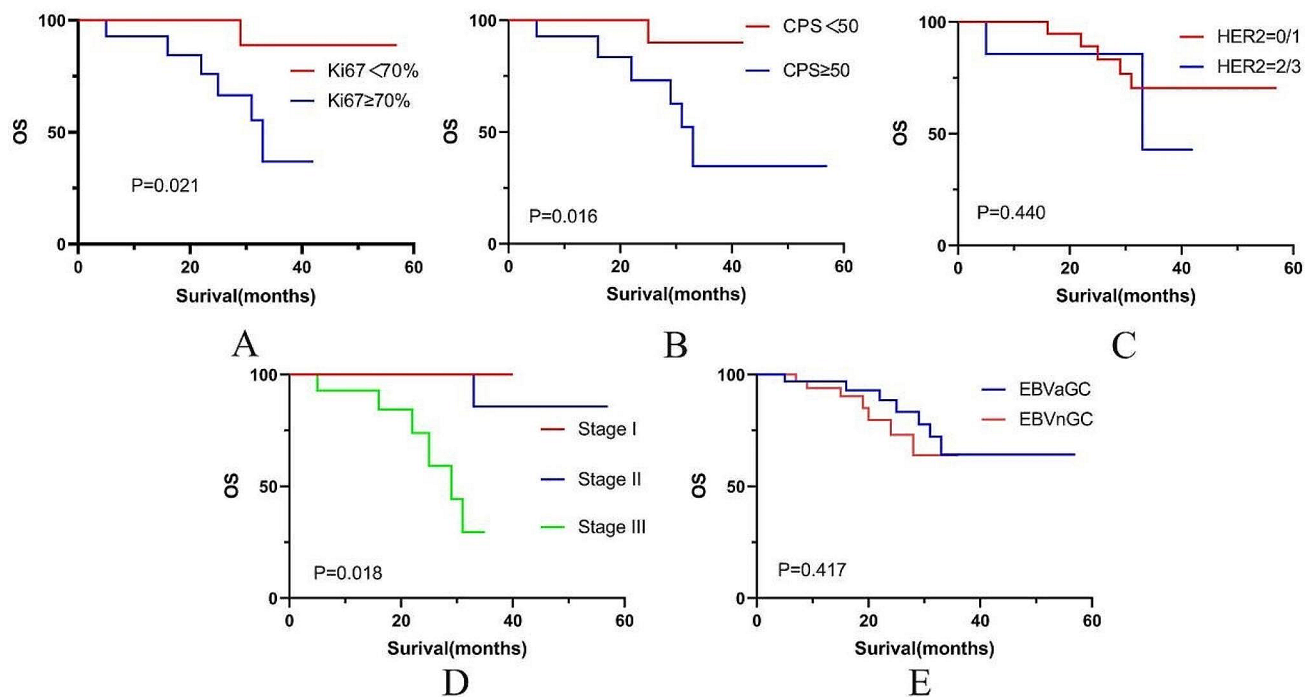 100
50
0
OS
Ki67<70%
Ki67≥70%
P=0.021
0 20 40 60
Surival(months)
A
100
50
0
OS
CPS<50
CPS≥50
P=0.016
0 20 40 60
Surival(months)
B
100
50
0
OS
HER2=0/1
HER2=2/3
P=0.440
0 20 40 60
Surival(months)
C
100
50
0
OS
Stage I
Stage II
Stage III
P=0.018
0 20 40 60
Surival(months)
D
100
50
0
OS
EBVaGC
EBVnGC
P=0.417
0 20 40 60
Surival(months)
E